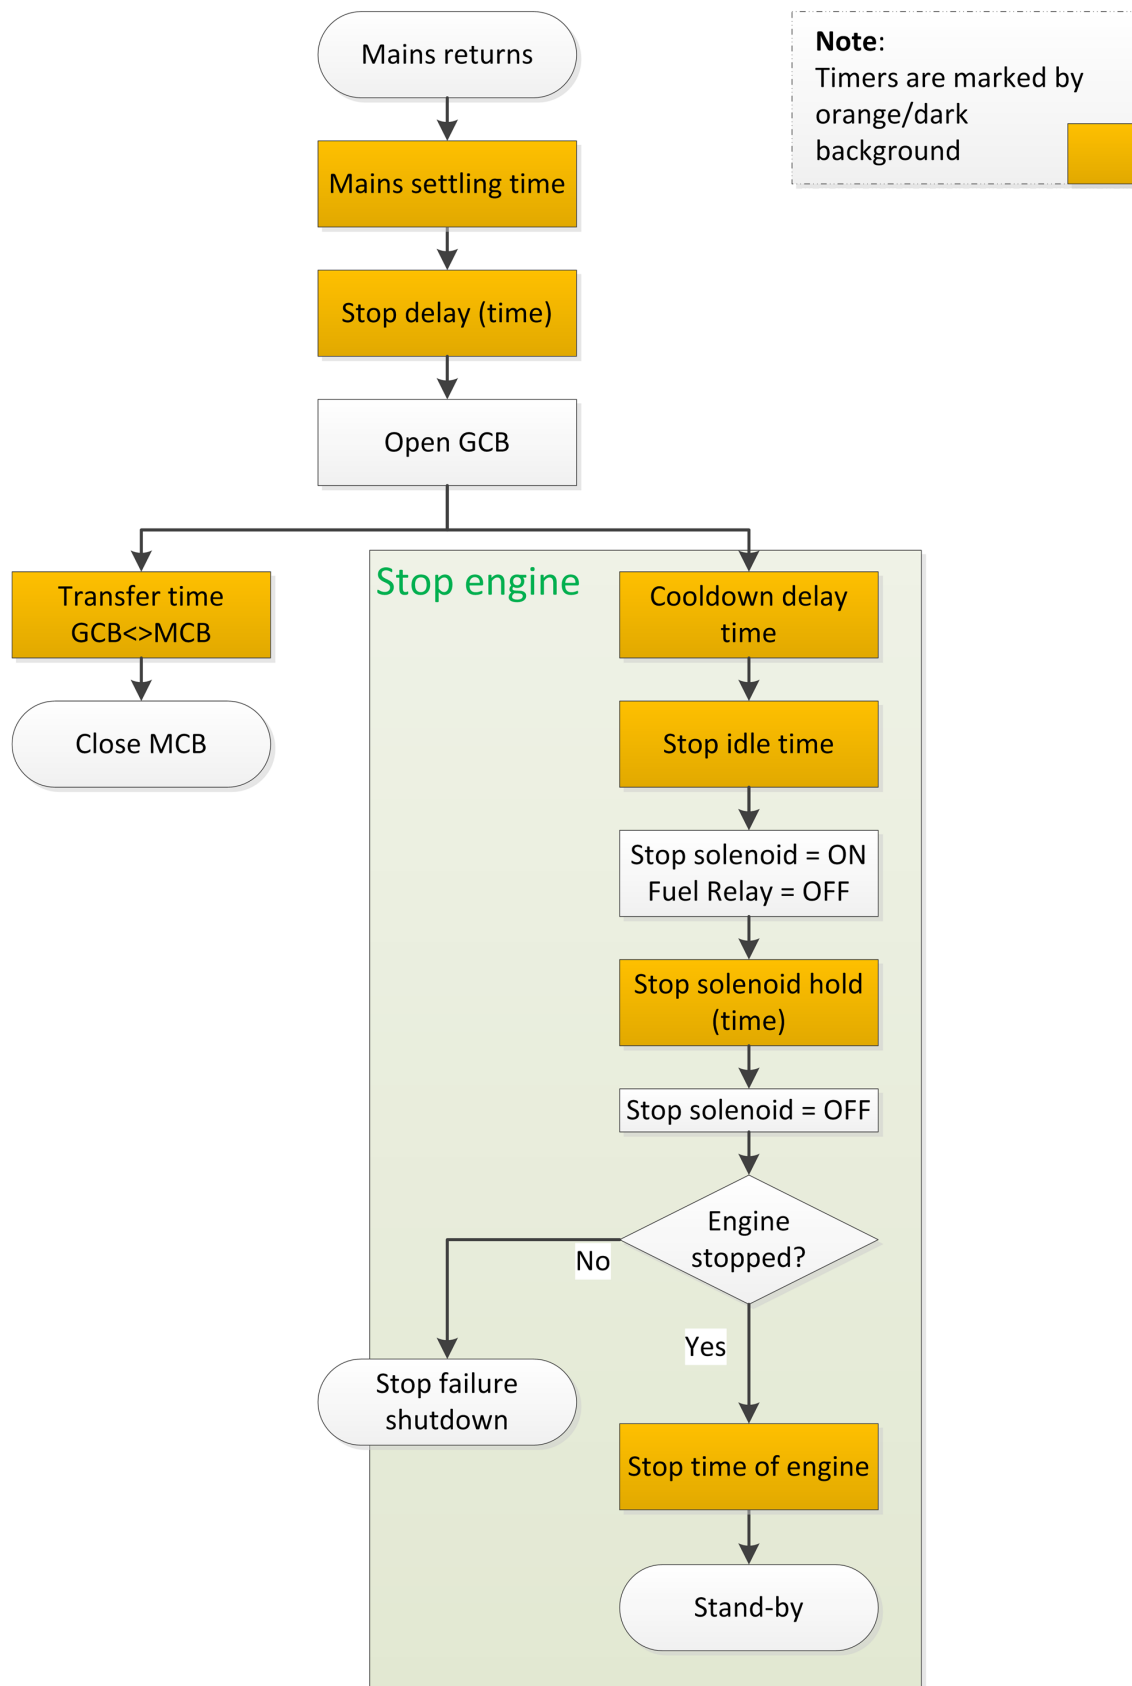 Mains returns
Note:
Timers are marked by
orange/dark
background
Mains settling time
Stop delay (time)
Open GCB
Transfer time
GCB<>MCB
Close MCB
Stop engine
Cooldown delay
time
Stop idle time
Stop solenoid = ON
Fuel Relay = OFF
Stop solenoid hold
(time)
Stop solenoid = OFF
Engine
stopped?
No
Yes
Stop failure
shutdown
Stop time of engine
Stand-by